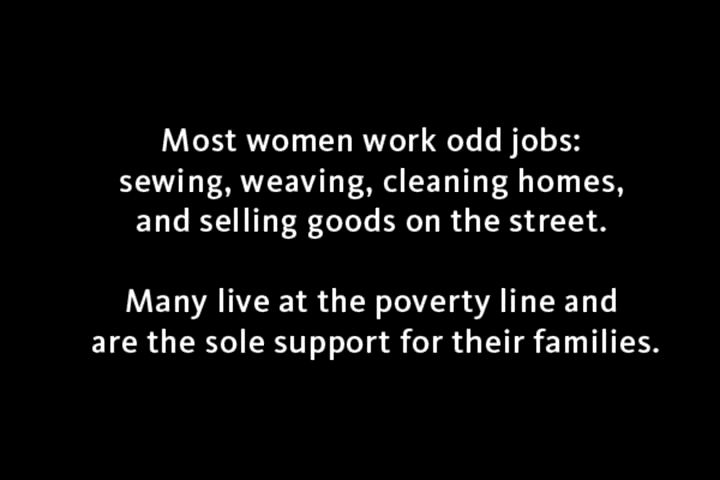 Most women work odd jobs:
sewing, weaving, cleaning homes,
and selling goods on the street.
Many live at the poverty line and
are the sole support for their families.